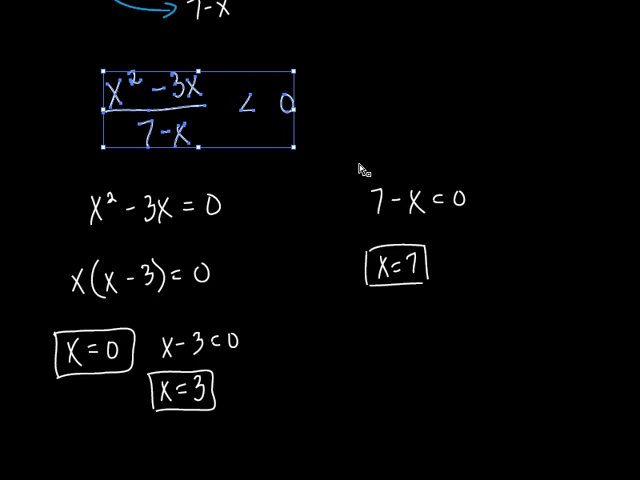 7-x
x² - 3x / 7-x < 0
x² - 3x = 0
7 - x = 0
x(x - 3) = 0
x = 7
x = 0
x - 3 = 0
x = 3